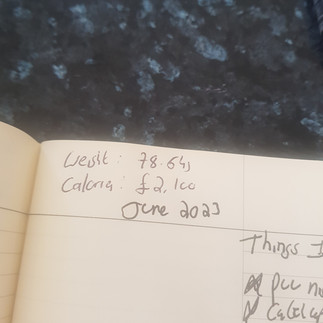 Weight: 78.6kg
Calories: £2,100
June 2023
Things I